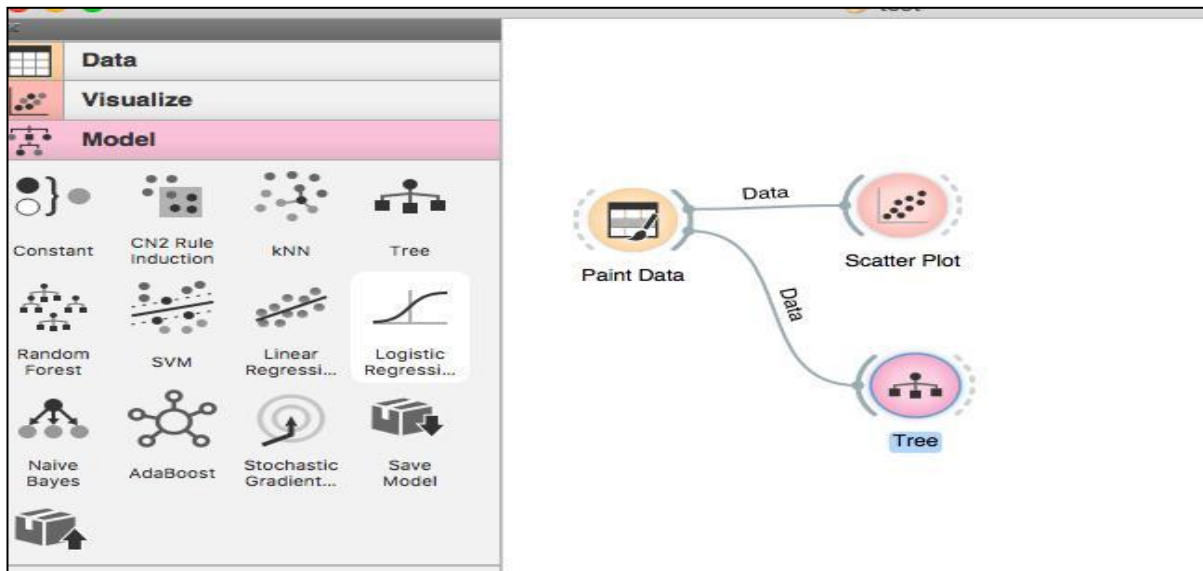 Data
Visualize
Model
Constant
CN2 Rule
Induction
kNN
Tree
Random
Forest
SVM
Linear
Regressi...
Logistic
Regressi...
Naive
Bayes
AdaBoost
Stochastic
Gradient...
Save
Model
Data
Paint Data
Scatter Plot
Data
Tree